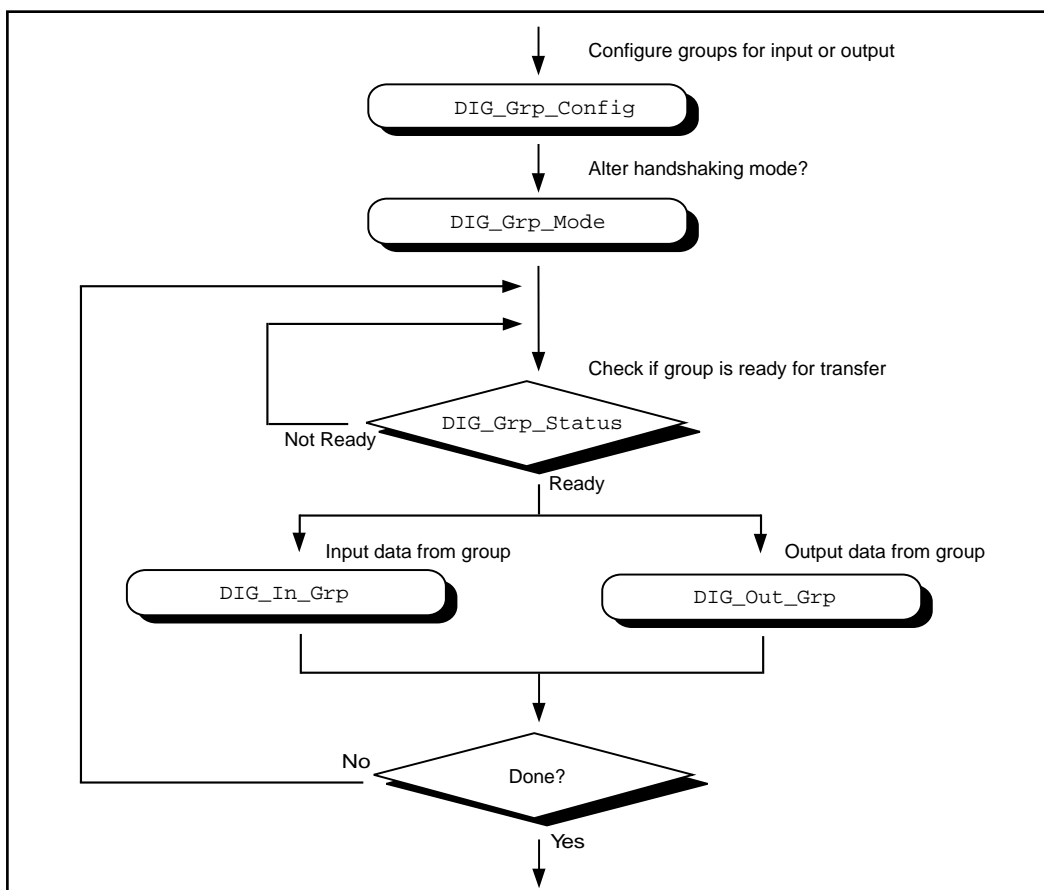 Configure groups for input or output
DIG_Grp_Config
Alter handshaking mode?
DIG_Grp_Mode
Check if group is ready for transfer
DIG_Grp_Status
Not Ready
Ready
Input data from group
Output data from group
DIG_In_Grp
DIG_Out_Grp
No
Done?
Yes